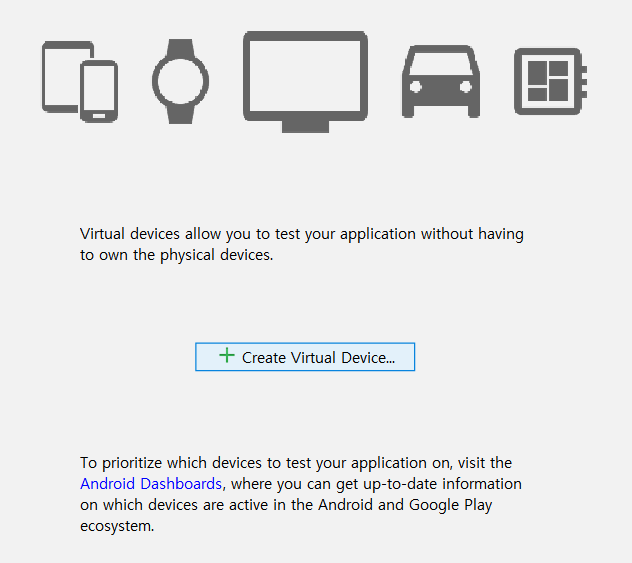 Virtual devices allow you to test your application without having
to own the physical devices.
Create Virtual Device...
To prioritize which devices to test your application on, visit the
Android Dashboards, where you can get up-to-date information
on which devices are active in the Android and Google Play
ecosystem.